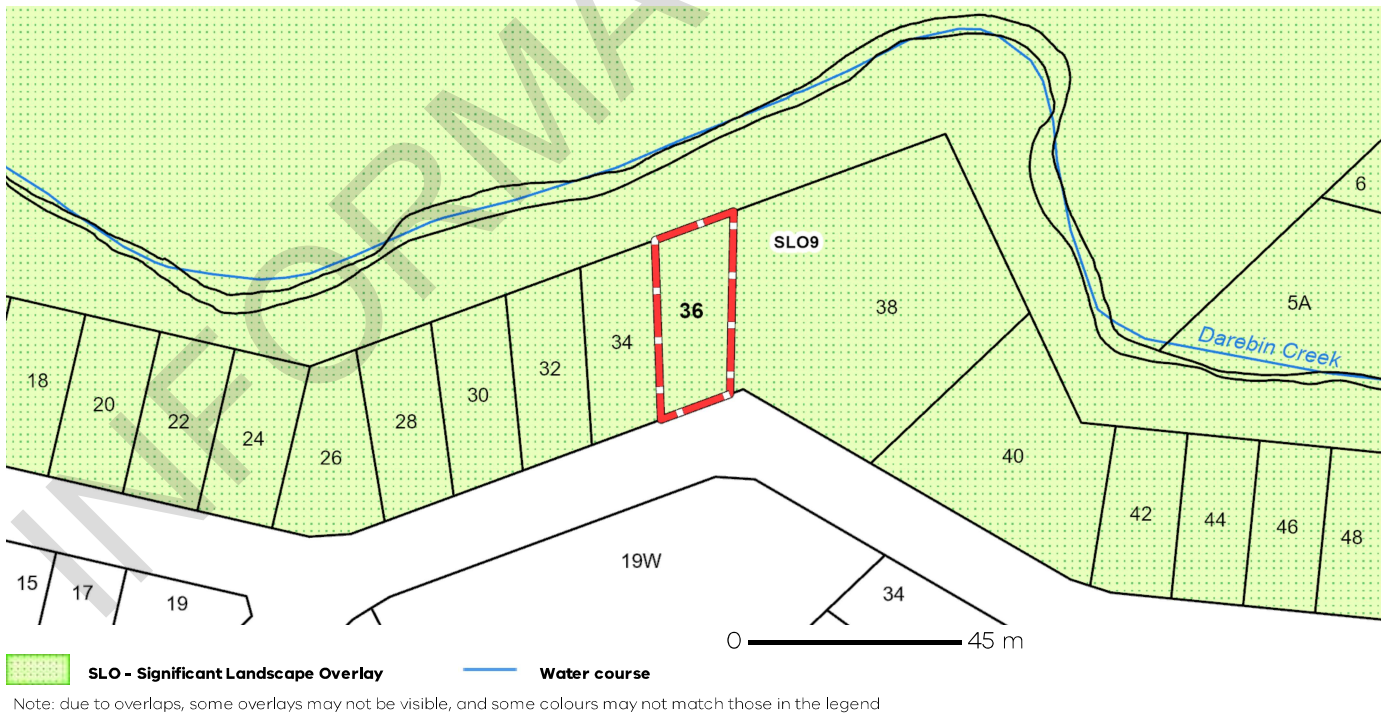 INFORMA
6
SLO9
5A
38
36
Darebin Creek
34
32
30
28
26
24
22
20
18
40
42
44
46
48
19W
34
15
17
19
0 45 m
SLO - Significant Landscape Overlay
Water course
Note: due to overlaps, some overlays may not be visible, and some colours may not match those in the legend